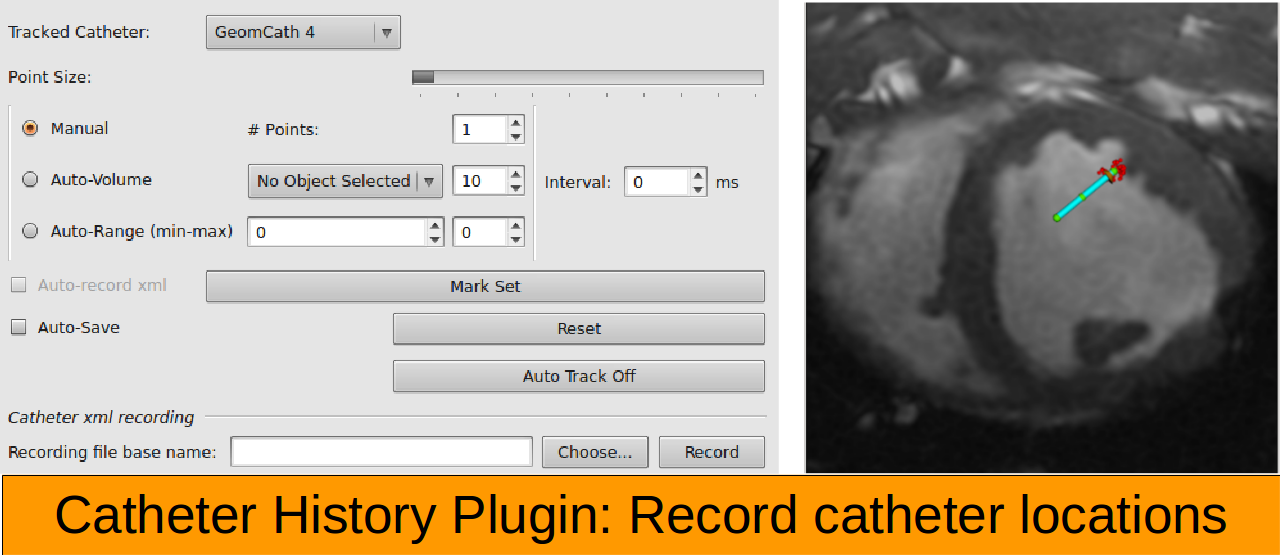 Tracked Catheter: GeomCath 4
Point Size:
Manual # Points: 1
Auto-Volume No Object Selected 10 Interval: 0 ms
Auto-Range (min-max) 0 0
Auto-record xml Mark Set
Auto-Save Reset
Auto Track Off
Catheter xml recording
Recording file base name: Choose... Record
Catheter History Plugin: Record catheter locations